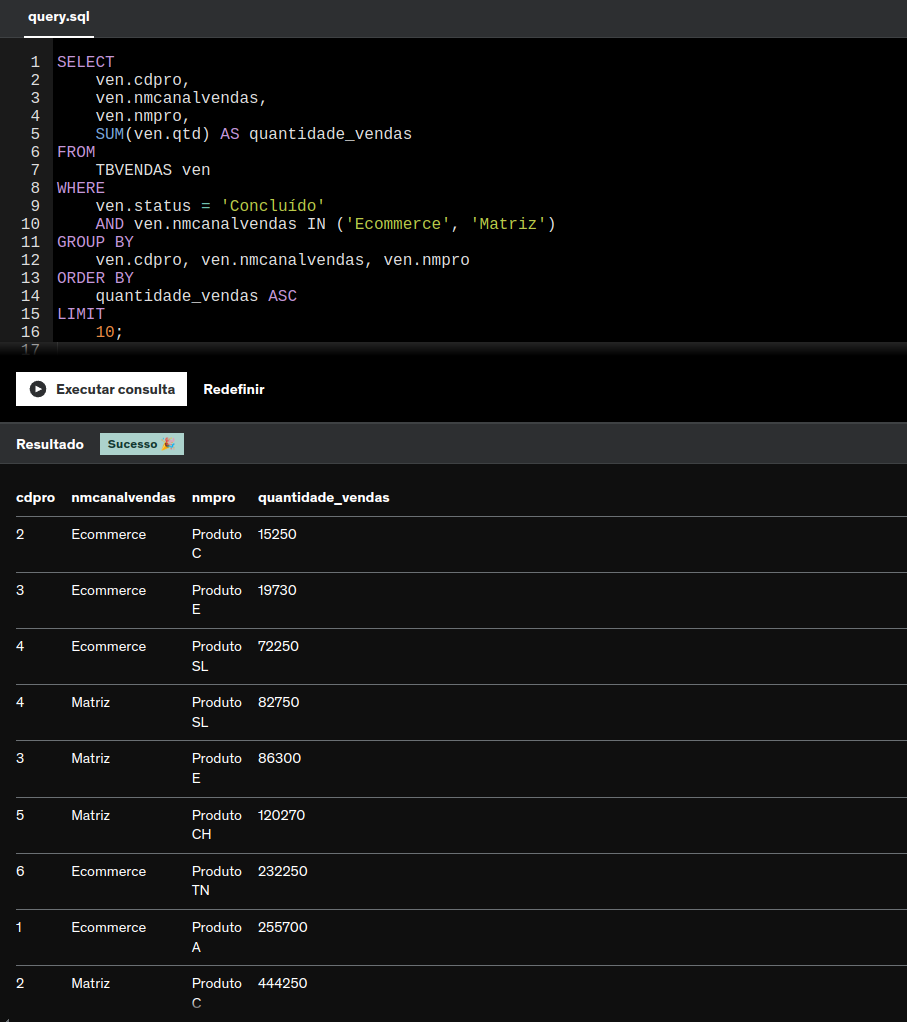 query.sql
1 SELECT
2 ven.cdpro,
3 ven.nmcanalvendas,
4 ven.nmpro,
5 SUM(ven.qtd) AS quantidade_vendas
6 FROM
7 TBVENDAS ven
8 WHERE
9 ven.status = 'Concluído'
10 AND ven.nmcanalvendas IN ('Ecommerce', 'Matriz')
11 GROUP BY
12 ven.cdpro, ven.nmcanalvendas, ven.nmpro
13 ORDER BY
14 quantidade_vendas ASC
15 LIMIT
16 10;
17
Executar consulta Redefinir
Resultado Sucesso 🎉
cdpro nmcanalvendas nmpro quantidade_vendas
2 Ecommerce Produto 15250
C
3 Ecommerce Produto 19730
E
4 Ecommerce Produto 72250
SL
4 Matriz Produto 82750
SL
3 Matriz Produto 86300
E
5 Matriz Produto 120270
CH
6 Ecommerce Produto 232250
TN
1 Ecommerce Produto 255700
A
2 Matriz Produto 444250
C